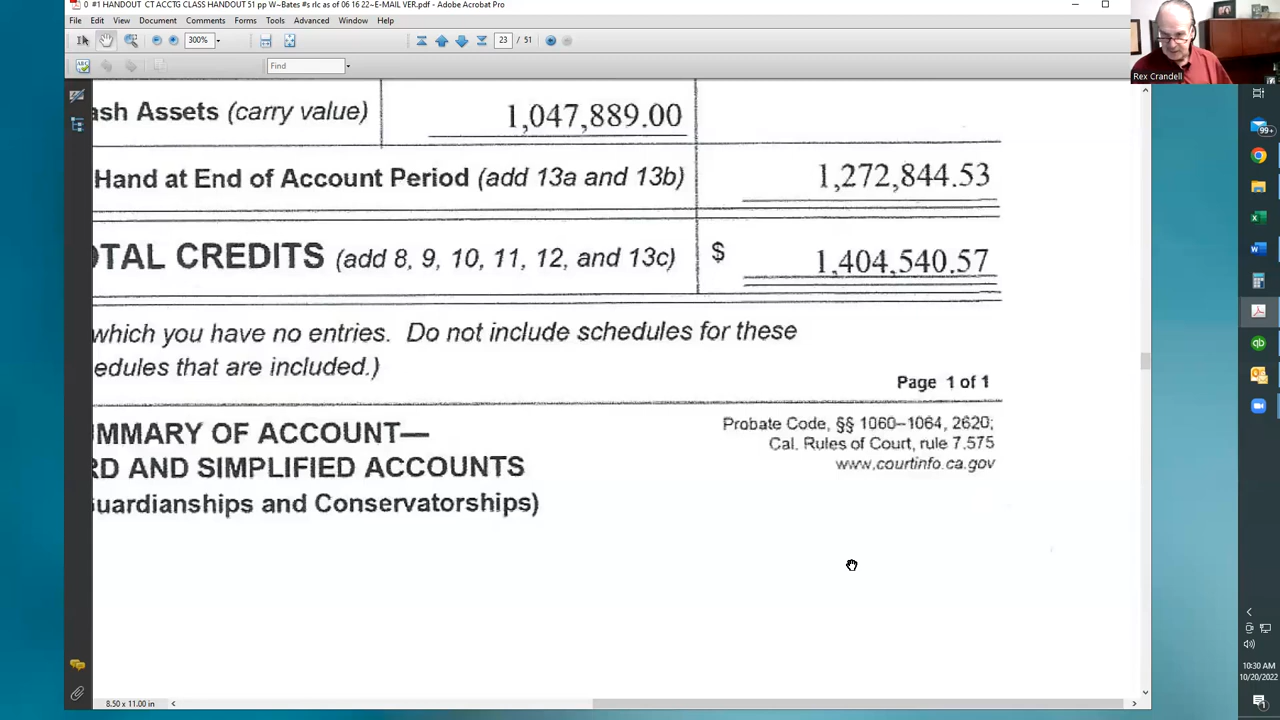 0 #1 HANDOUT CT ACCTG CLASS HANDOUT 51 pp W~Bates #s rlc as of 06 16 22~E-MAIL VER.pdf - Adobe Acrobat Pro
File Edit View Document Comments Forms Tools Advanced Window Help
300% 23 / 51
Find
Rex Crandell
ash Assets (carry value) 1,047,889.00
Hand at End of Account Period (add 13a and 13b) 1,272,844.53
OTAL CREDITS (add 8, 9, 10, 11, 12, and 13c) $ 1,404,540.57
which you have no entries. Do not include schedules for these
edules that are included.)
Page 1 of 1
UMMARY OF ACCOUNT—
RD AND SIMPLIFIED ACCOUNTS
Guardianships and Conservatorships)
Probate Code, §§ 1060–1064, 2620;
Cal. Rules of Court, rule 7.575
www.courtinfo.ca.gov
8.50 x 11.00 in
99+
10:30 AM
10/20/2022